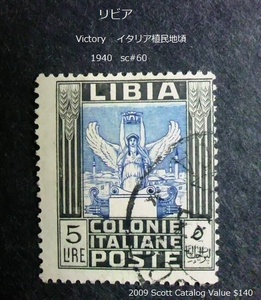 リビア
Victory イタリア植民地頃
1940 sc#60
LIBIA
5
LIRE
COLONIE
ITALIANE
POSTE
2009 Scott Catalog Value $140